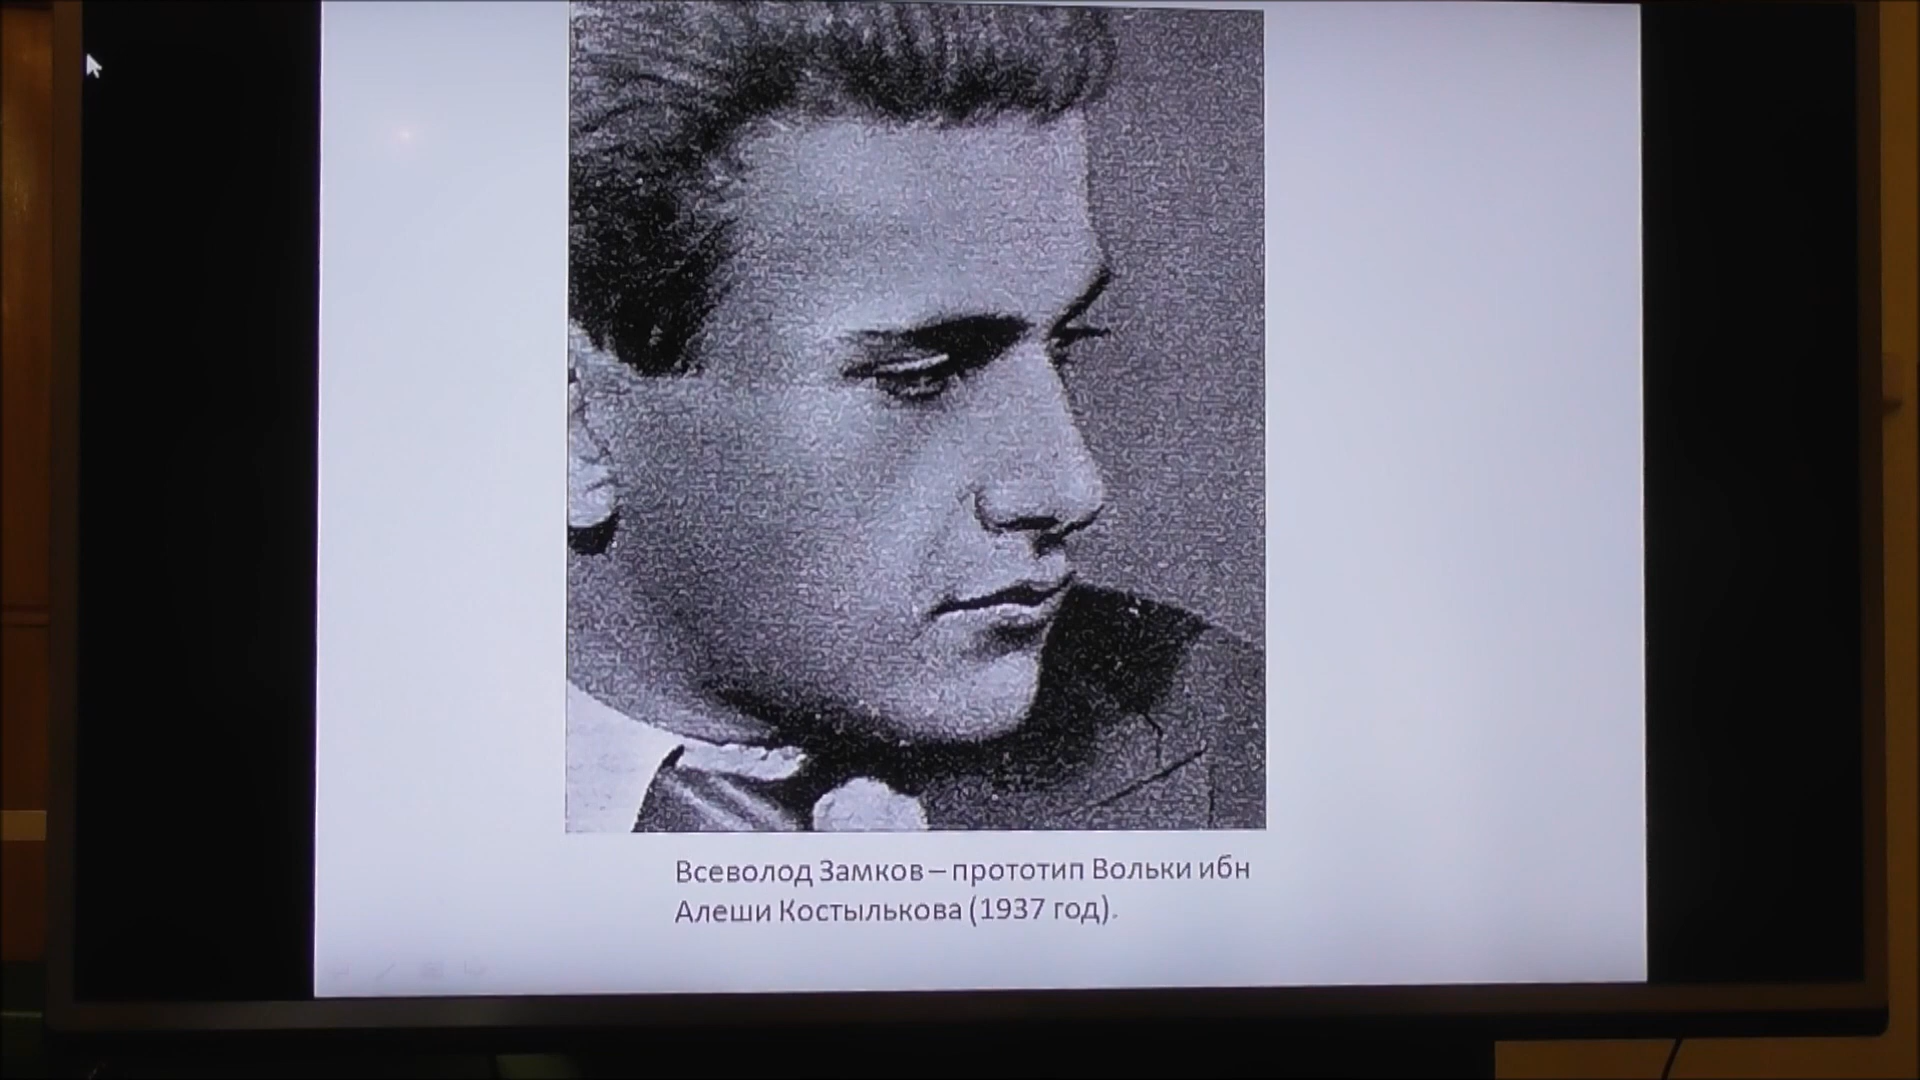 Всеволод Замков – прототип Вольки ибн
Алеши Костылькова (1937 год).